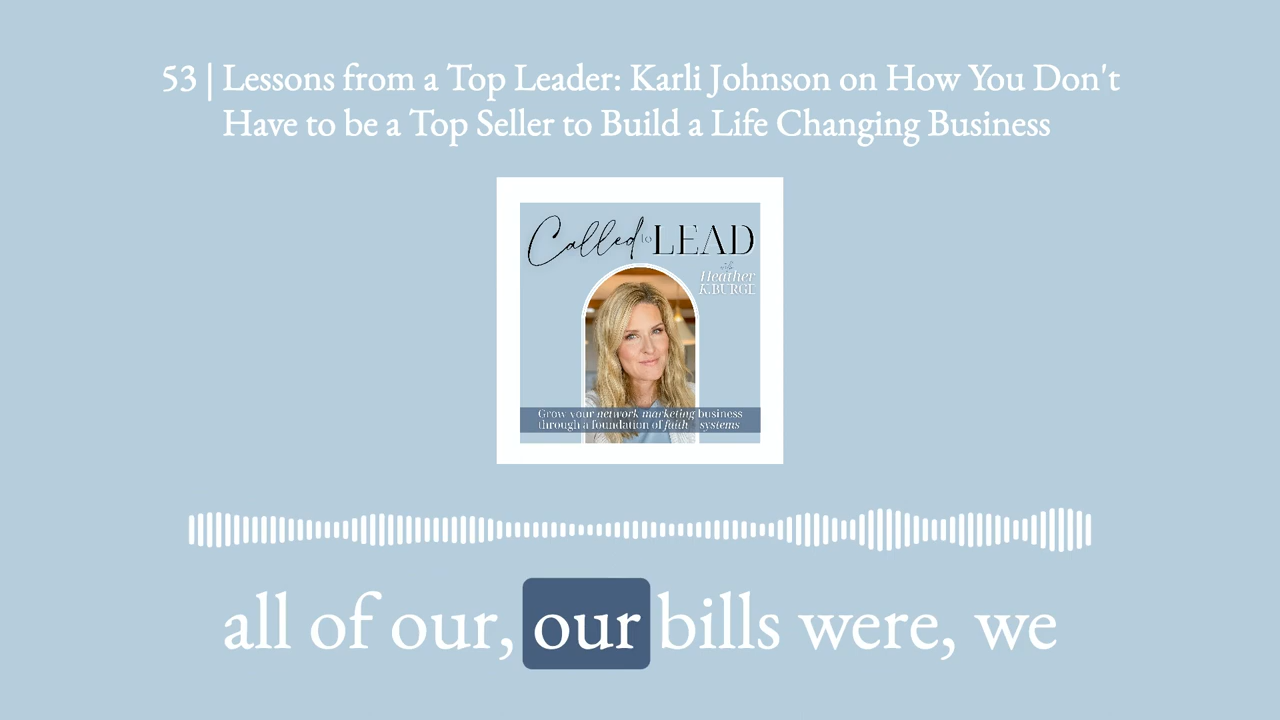 53 | Lessons from a Top Leader: Karli Johnson on How You Don't
Have to be a Top Seller to Build a Life Changing Business
Called to LEAD
with
Heather
K.BURGE
Grow your network marketing business
through a foundation of faith + systems
all of our, our bills were, we